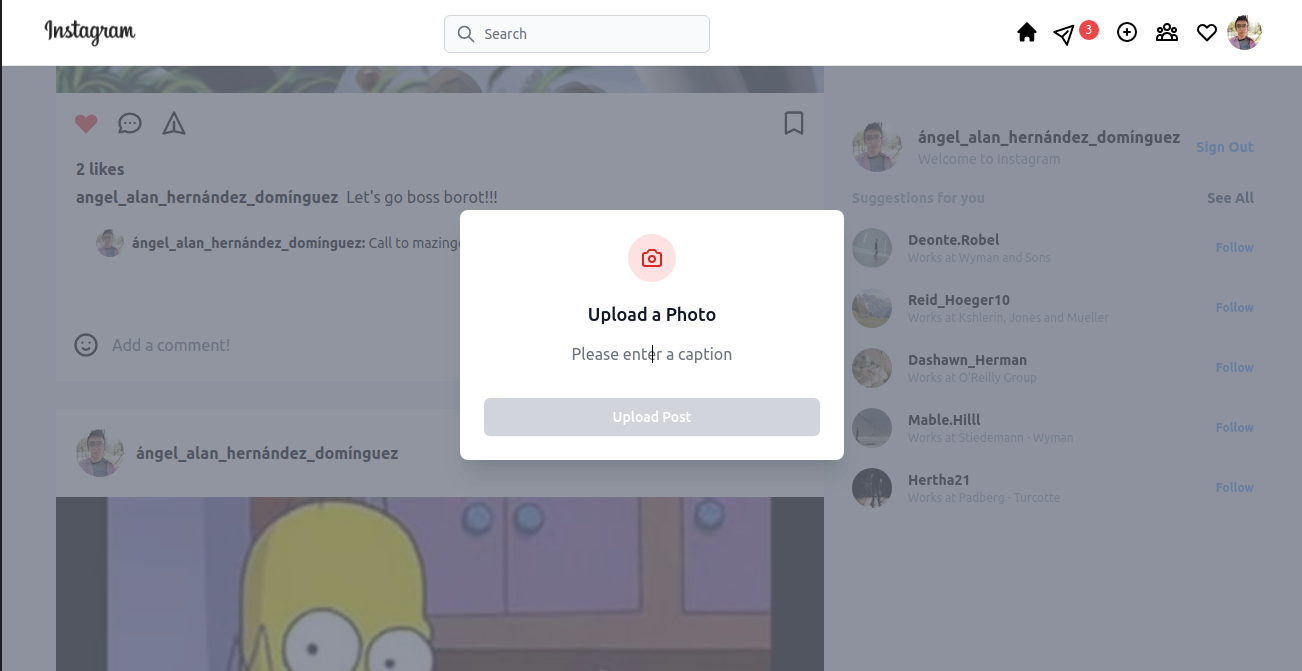 Instagram
Search
3
2 likes
angel_alan_hernández_domínguez Let's go boss borot!!!
ángel_alan_hernández_domínguez: Call to mazing
Add a comment!
ángel_alan_hernández_domínguez
Upload a Photo
Please enter a caption
Upload Post
ángel_alan_hernández_domínguez
Welcome to Instagram
Sign Out
Suggestions for you
See All
Deonte.Robel
Works at Wyman and Sons
Follow
Reid_Hoeger10
Works at Kshlerin, Jones and Mueller
Follow
Dashawn_Herman
Works at O'Reilly Group
Follow
Mable.Hilll
Works at Stiedemann - Wyman
Follow
Hertha21
Works at Padberg - Turcotte
Follow